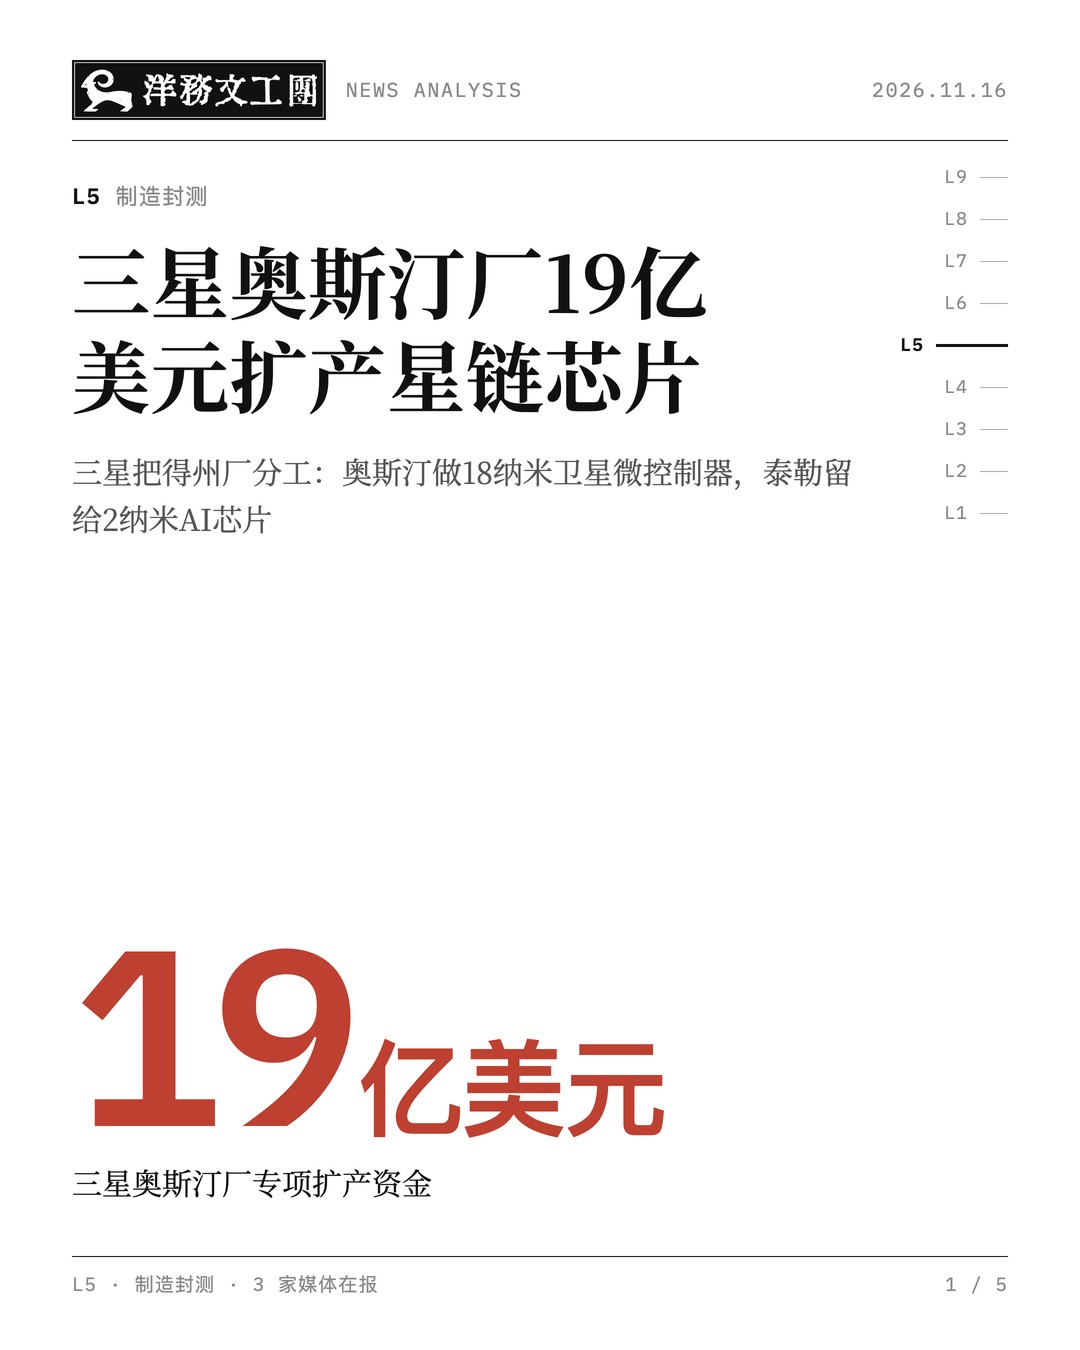 洋務文工團 NEWS ANALYSIS 2026.11.16
L5 制造封测
三星奥斯汀厂19亿
美元扩产星链芯片
三星把得州厂分工：奥斯汀做18纳米卫星微控制器，泰勒留
给2纳米AI芯片
L9
L8
L7
L6
L5
L4
L3
L2
L1
19亿美元
三星奥斯汀厂专项扩产资金
L5 · 制造封测 · 3 家媒体在报 1 / 5